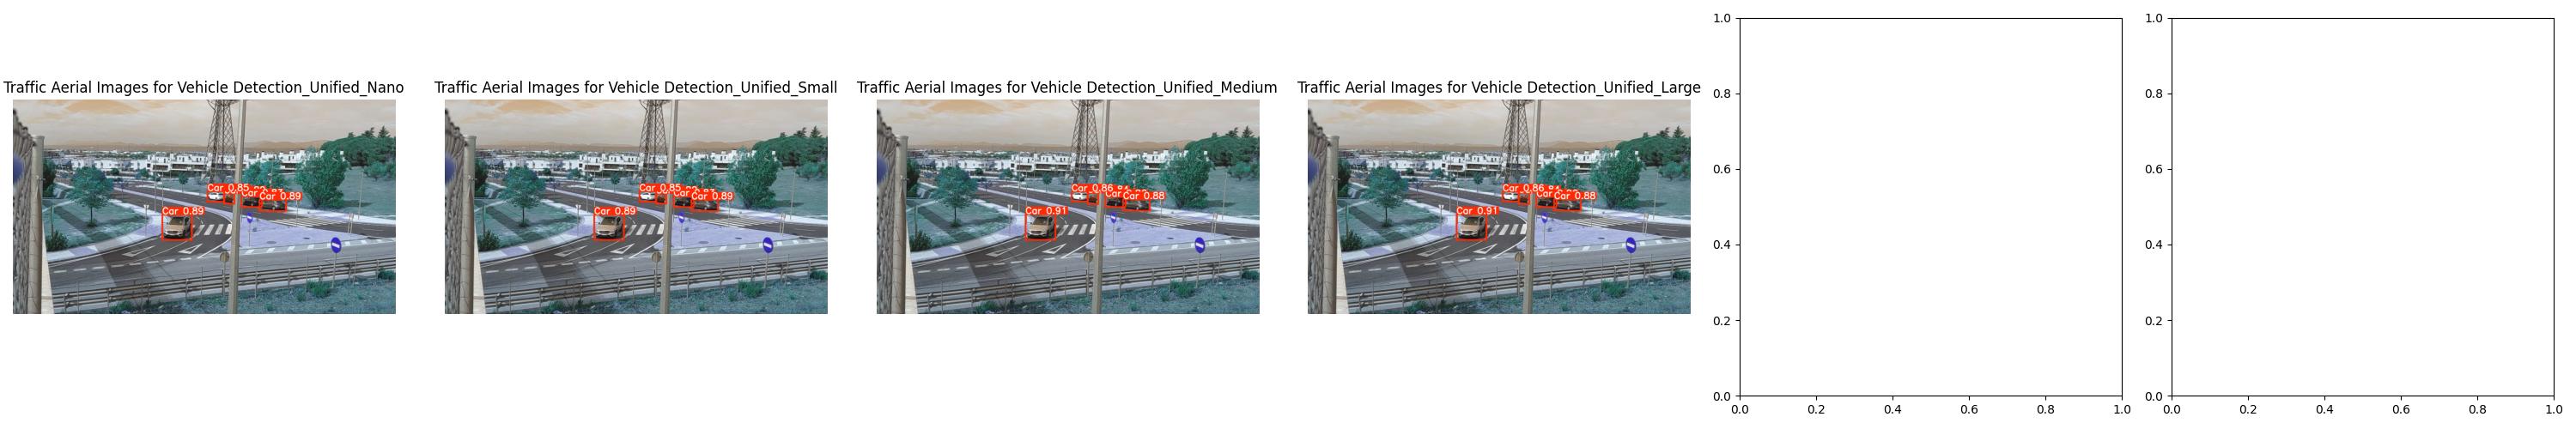 Traffic Aerial Images for Vehicle Detection_Unified_Nano
Car 0.85
Car 0.89
Car 0.89
Traffic Aerial Images for Vehicle Detection_Unified_Small
Car 0.85
Car 0.89
Car 0.89
Traffic Aerial Images for Vehicle Detection_Unified_Medium
Car 0.86
Car 0.88
Car 0.91
Traffic Aerial Images for Vehicle Detection_Unified_Large
Car 0.86
Car 0.88
Car 0.91
1.0
0.8
0.6
0.4
0.2
0.0
0.0 0.2 0.4 0.6 0.8 1.0
1.0
0.8
0.6
0.4
0.2
0.0
0.0 0.2 0.4 0.6 0.8 1.0